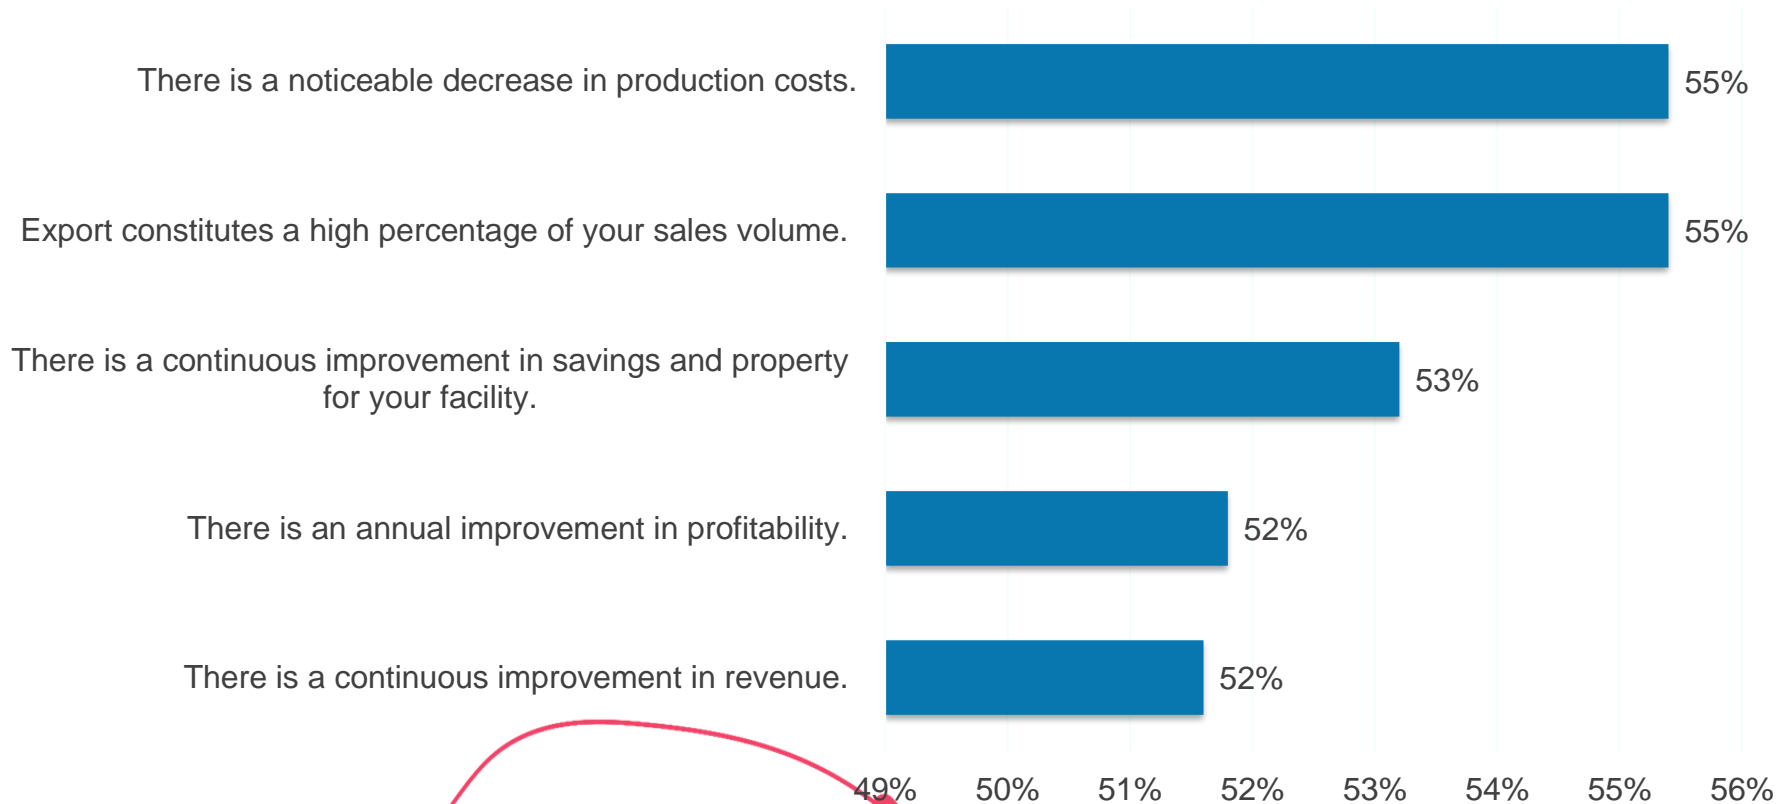 There is a noticeable decrease in production costs.
55%
Export constitutes a high percentage of your sales volume.
55%
There is a continuous improvement in savings and property
for your facility.
53%
There is an annual improvement in profitability.
52%
There is a continuous improvement in revenue.
52%
49% 50% 51% 52% 53% 54% 55% 56%